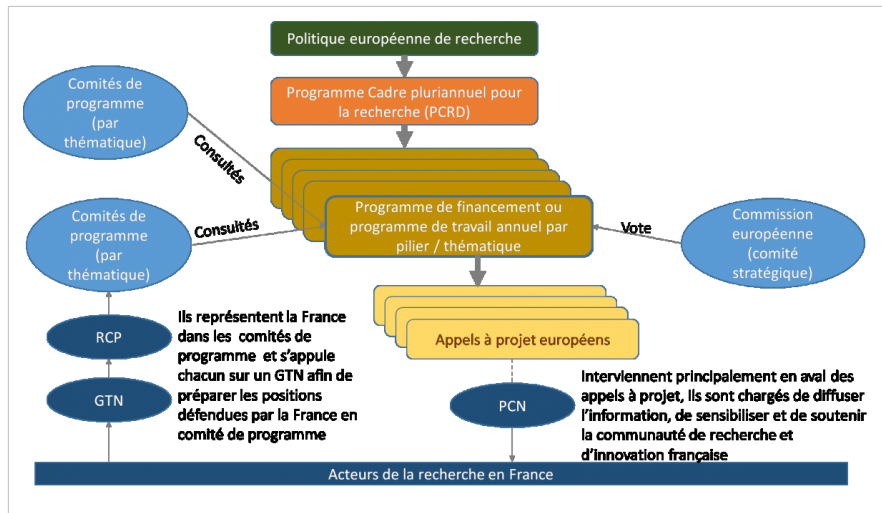 Politique européenne de recherche
Programme Cadre pluriannuel pour
la recherche (PCRD)
Comités de
programme
(par
thématique)
Consultés
Comités de
programme
(par
thématique)
Consultés
Programme de financement ou
programme de travail annuel par
pilier / thématique
Vote
Commission
européenne
(comité
stratégique)
Appels à projet européens
RCP
GTN
Ils représentent la France
dans les comités de
programme et s'appule
chacun sur un GTN afin de
préparer les positions
défendues par la France en
comité de programme
PCN
Interviennent principalement en aval des
appels à projet, ils sont chargés de diffuser
l'information, de sensibiliser et de soutenir
la communauté de recherche et
d'innovation française
Acteurs de la recherche en France